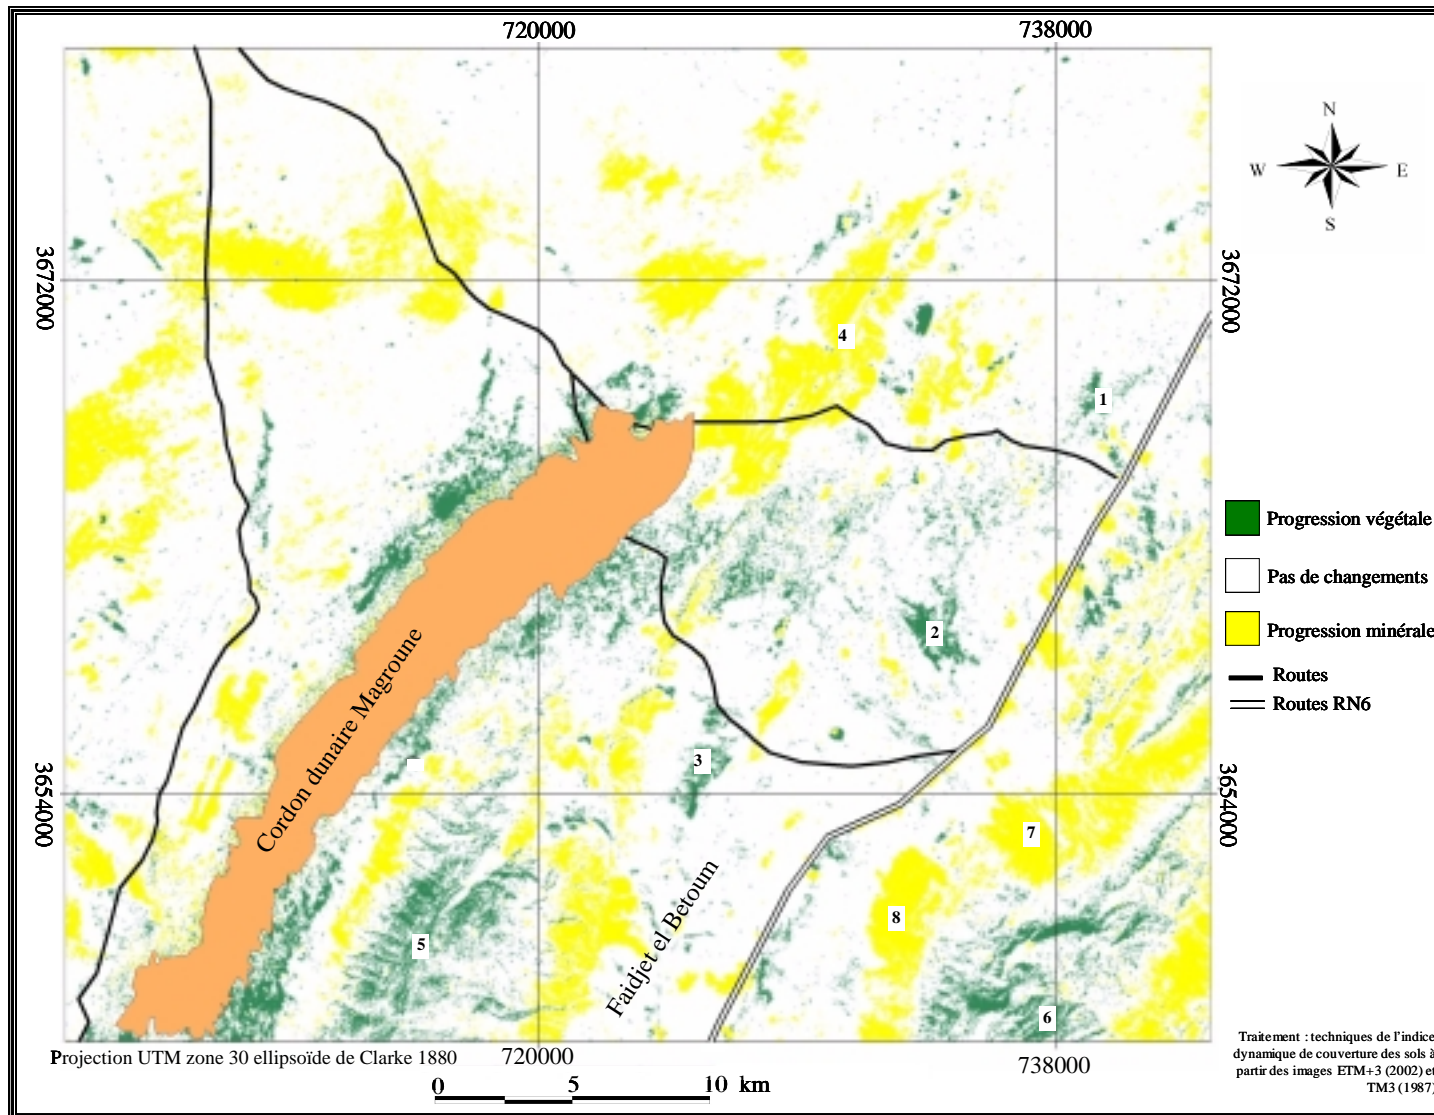 720000
738000
N
W
E
S
3672000
3672000
4
1
Progression végétale
Pas de changements
2
Progression minérale
Routes
Routes RN6
Cordon dunaire Magroune
3
3654000
3654000
7
8
Faidjet el Betoum
5
6
Projection UTM zone 30 ellipsoïde de Clarke 1880
720000
738000
0
5
10 km
Traitement : techniques de l'indice
dynamique de couverture des sols à
partir des images ETM+3 (2002) et
TM3 (1987)